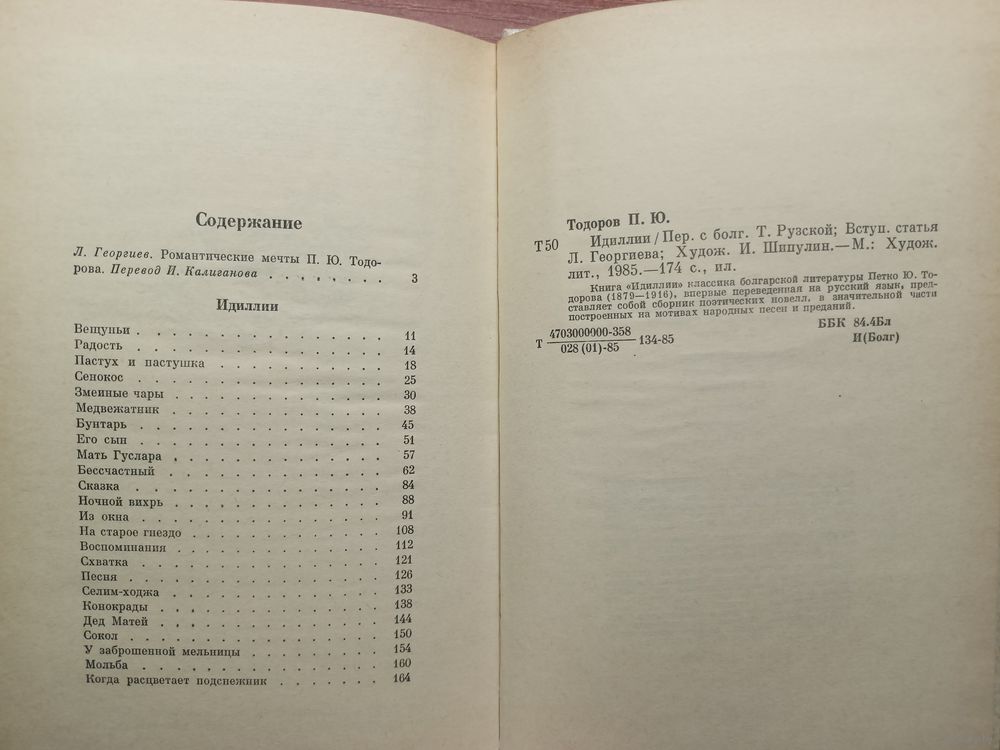 Содержание
Л. Георгиев. Романтические мечты П. Ю. Тодо-
рова. Перевод И. Калиганова . . . . . . . 3
Идиллии
Вещуньи . . . . . . . . . . . . . . . . 11
Радость . . . . . . . . . . . . . . . . 14
Пастух и пастушка . . . . . . . . . . . 18
Сенокос . . . . . . . . . . . . . . . . 25
Змеиные чары . . . . . . . . . . . . . . 30
Медвежатник . . . . . . . . . . . . . . 38
Бунтарь . . . . . . . . . . . . . . . . 45
Его сын . . . . . . . . . . . . . . . . 51
Мать Гуслара . . . . . . . . . . . . . . 57
Бессчастный . . . . . . . . . . . . . . 62
Сказка . . . . . . . . . . . . . . . . 84
Ночной вихрь . . . . . . . . . . . . . . 88
Из окна . . . . . . . . . . . . . . . . 91
На старое гнездо . . . . . . . . . . . . 108
Воспоминания . . . . . . . . . . . . . 112
Схватка . . . . . . . . . . . . . . . . 121
Песня . . . . . . . . . . . . . . . . 126
Селим-ходжа . . . . . . . . . . . . . . 133
Конокрады . . . . . . . . . . . . . . 138
Дед Матей . . . . . . . . . . . . . . 144
Сокол . . . . . . . . . . . . . . . . 150
У заброшенной мельницы . . . . . . . . . 154
Мольба . . . . . . . . . . . . . . . 160
Когда расцветает подснежник . . . . . . . 164
Тодоров П. Ю.
Т50 Идиллии / Пер. с болг. Т. Рузской; Вступ. статья
Л. Георгиева; Худож. И. Шипулин. — М.: Худож.
лит., 1985. — 174 с., ил.
Книга «Идиллии» классика болгарской литературы Петко Ю. То-
дорова (1879—1916), впервые переведенная на русский язык, пред-
ставляет собой сборник поэтических новелл, в значительной части
построенных на мотивах народных песен и преданий.
Т 4703000000-358 134-85
028 (01)-85
ББК 84.4Бл
И(Болг)